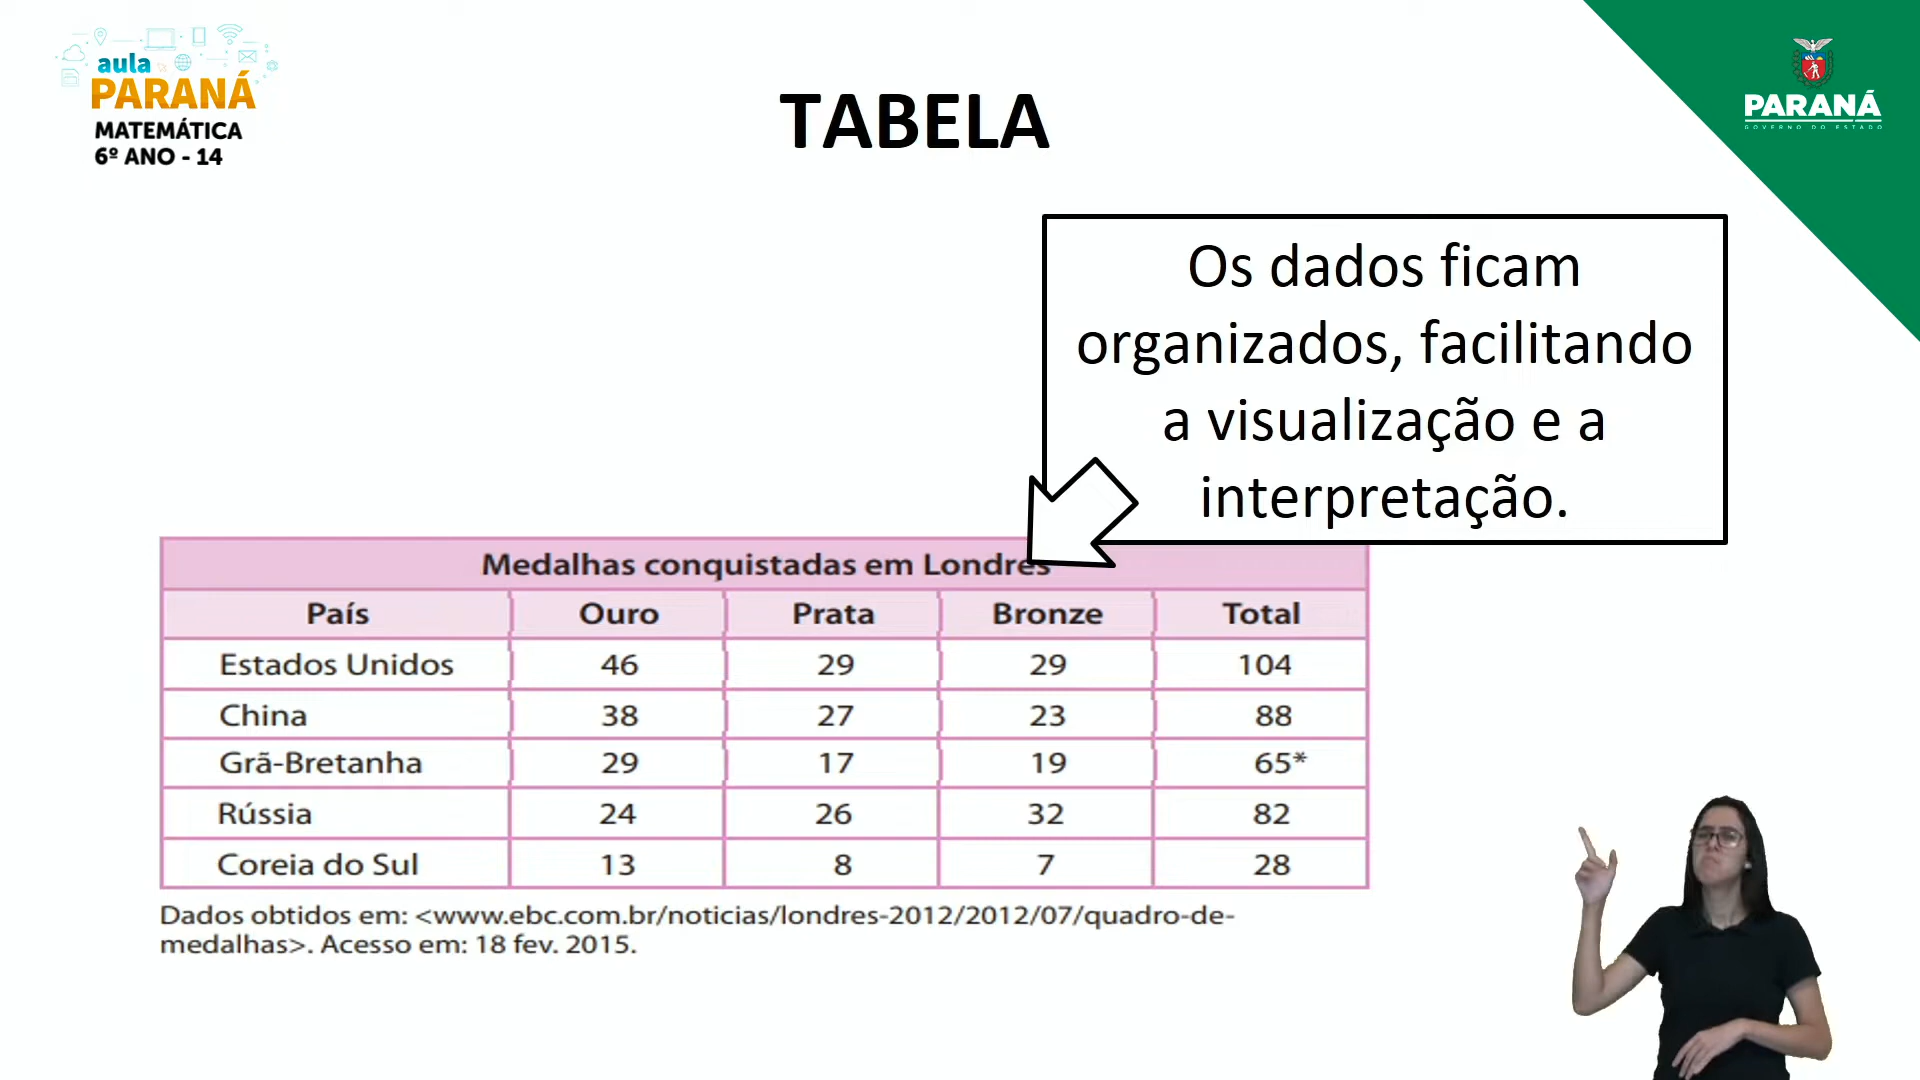 aula
PARANÁ
MATEMÁTICA
6º ANO - 14
TABELA
PARANÁ
GOVERNO DO ESTADO
Os dados ficam
organizados, facilitando
a visualização e a
interpretação.
Medalhas conquistadas em Londres
País Ouro Prata Bronze Total
Estados Unidos 46 29 29 104
China 38 27 23 88
Grã-Bretanha 29 17 19 65*
Rússia 24 26 32 82
Coreia do Sul 13 8 7 28
Dados obtidos em: <www.ebc.com.br/noticias/londres-2012/2012/07/quadro-de-
medalhas>. Acesso em: 18 fev. 2015.